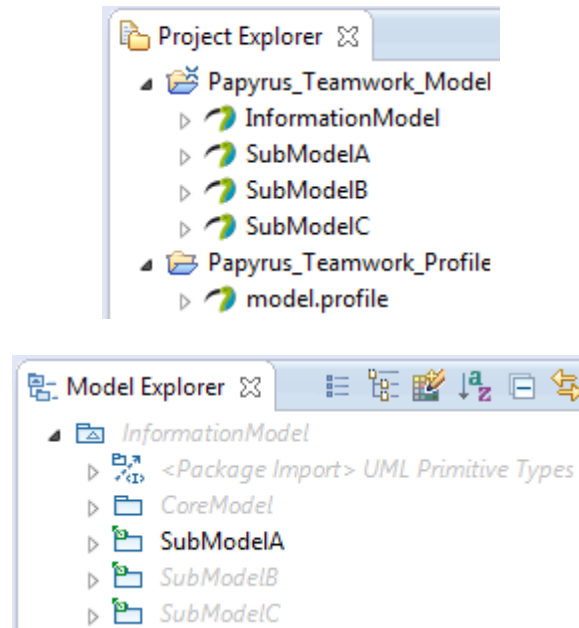 Project Explorer
Papyrus_Teamwork_Model
InformationModel
SubModelA
SubModelB
SubModelC
Papyrus_Teamwork_Profile
model.profile
Model Explorer
InformationModel
<Package Import> UML Primitive Types
CoreModel
SubModelA
SubModelB
SubModelC